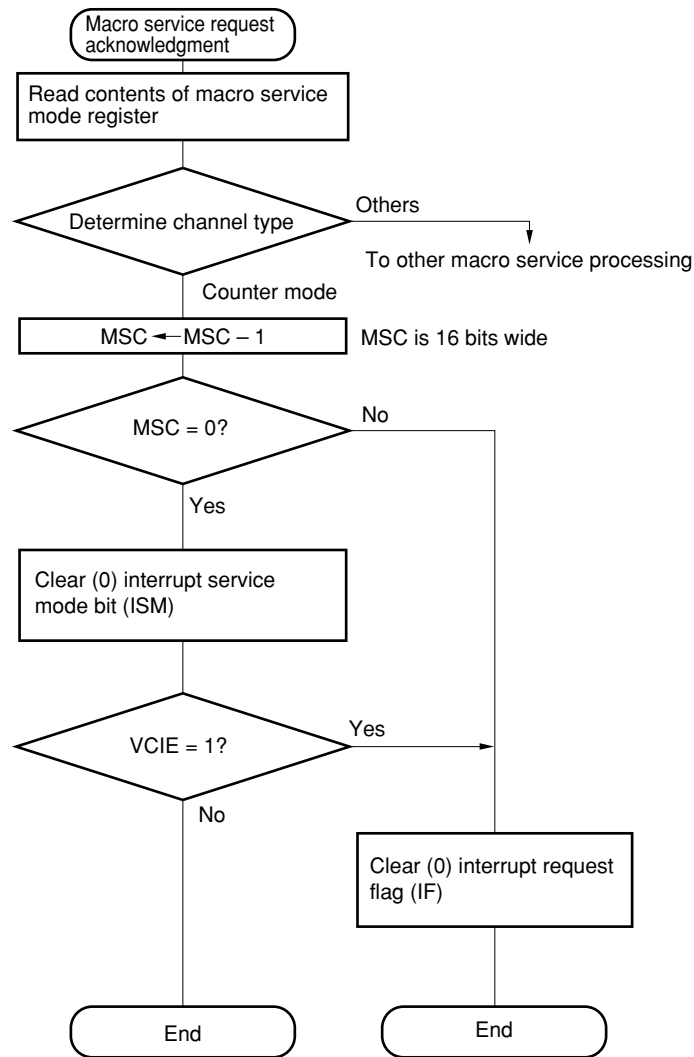 Macro service request
acknowledgment
Read contents of macro service
mode register
Determine channel type
Others
To other macro service processing
Counter mode
MSC ← MSC – 1
MSC is 16 bits wide
MSC = 0?
No
Yes
Clear (0) interrupt service
mode bit (ISM)
VCIE = 1?
Yes
No
Clear (0) interrupt request
flag (IF)
End
End